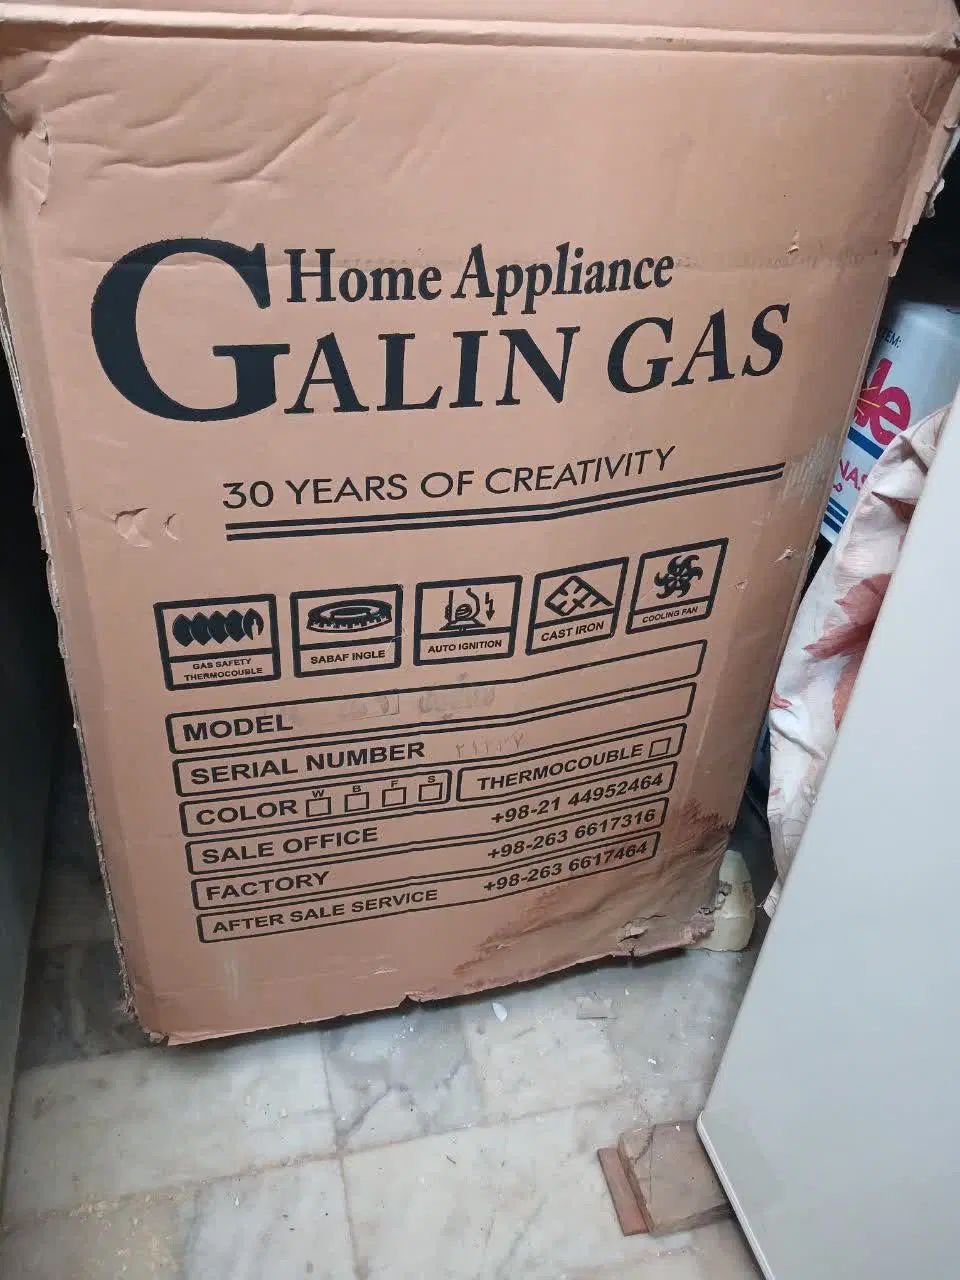 Home Appliance
GALIN GAS
30 YEARS OF CREATIVITY
GAS SAFETY
THERMOCOUBLE
SABAF INGLE
AUTO IGNITION
CAST IRON
COOLING FAN
MODEL
SERIAL NUMBER
COLOR W B F S
THERMOCOUBLE
SALE OFFICE +98-21 44952464
FACTORY +98-263 6617316
AFTER SALE SERVICE +98-263 6617464